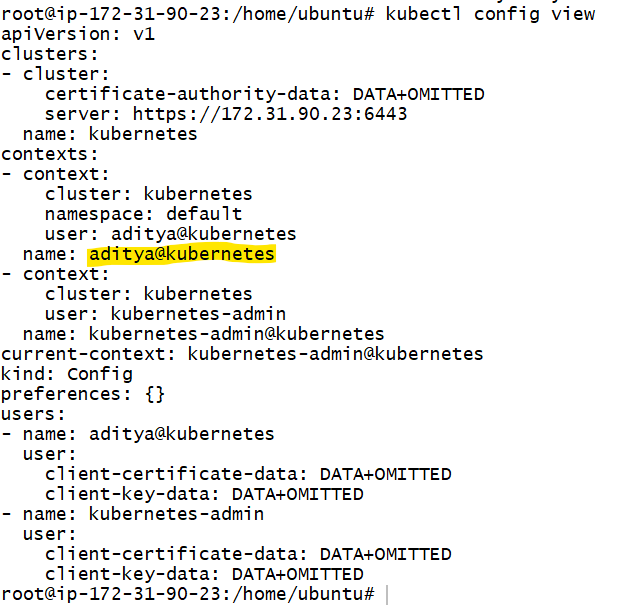 root@ip-172-31-90-23:/home/ubuntu# kubectl config view
apiVersion: v1
clusters:
- cluster:
    certificate-authority-data: DATA+OMITTED
    server: https://172.31.90.23:6443
  name: kubernetes
contexts:
- context:
    cluster: kubernetes
    namespace: default
    user: aditya@kubernetes
  name: aditya@kubernetes
- context:
    cluster: kubernetes
    user: kubernetes-admin
  name: kubernetes-admin@kubernetes
current-context: kubernetes-admin@kubernetes
kind: Config
preferences: {}
users:
- name: aditya@kubernetes
  user:
    client-certificate-data: DATA+OMITTED
    client-key-data: DATA+OMITTED
- name: kubernetes-admin
  user:
    client-certificate-data: DATA+OMITTED
    client-key-data: DATA+OMITTED
root@ip-172-31-90-23:/home/ubuntu#